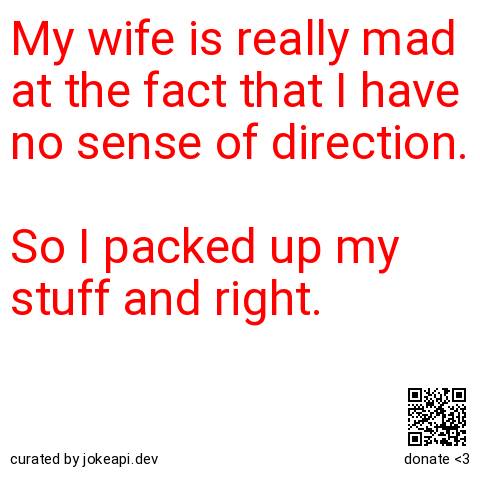 My wife is really mad
at the fact that I have
no sense of direction.
So I packed up my
stuff and right.
curated by jokeapi.dev
donate <3